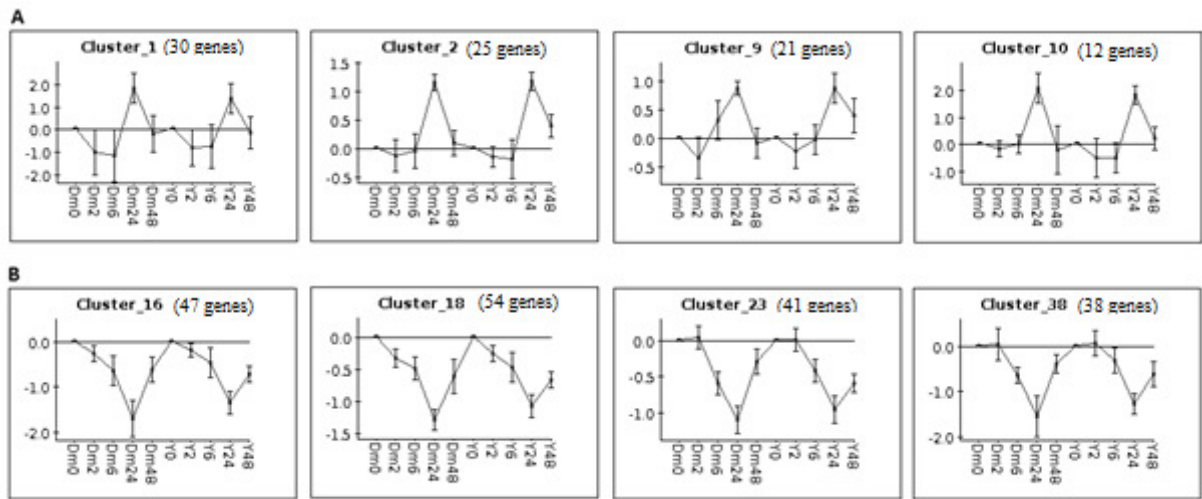 A
Cluster_1 (30 genes)
2.0
1.0
0.0
-1.0
-2.0
Dm0
Dm2
Dm6
Dm24
Dm48
Y0
Y2
Y6
Y24
Y48
Cluster_2 (25 genes)
1.5
1.0
0.5
0.0
-0.5
Dm0
Dm2
Dm6
Dm24
Dm48
Y0
Y2
Y6
Y24
Y48
Cluster_9 (21 genes)
1.0
0.5
0.0
-0.5
Dm0
Dm2
Dm6
Dm24
Dm48
Y0
Y2
Y6
Y24
Y48
Cluster_10 (12 genes)
2.0
1.0
0.0
-1.0
Dm0
Dm2
Dm6
Dm24
Dm48
Y0
Y2
Y6
Y24
Y48
B
Cluster_16 (47 genes)
0.0
-1.0
-2.0
Dm0
Dm2
Dm6
Dm24
Dm48
Y0
Y2
Y6
Y24
Y48
Cluster_18 (54 genes)
0.0
-0.5
-1.0
-1.5
Dm0
Dm2
Dm6
Dm24
Dm48
Y0
Y2
Y6
Y24
Y48
Cluster_23 (41 genes)
0.0
-0.5
-1.0
Dm0
Dm2
Dm6
Dm24
Dm48
Y0
Y2
Y6
Y24
Y48
Cluster_38 (38 genes)
0.0
-1.0
-2.0
Dm0
Dm2
Dm6
Dm24
Dm48
Y0
Y2
Y6
Y24
Y48